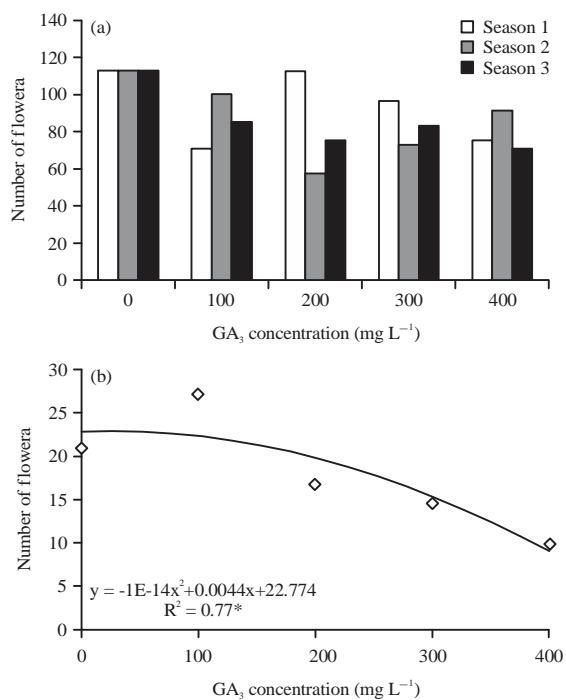 (a)
Season 1
Season 2
Season 3
140
120
100
80
60
40
20
0
Number of flowera
0 100 200 300 400
GA₃ concentration (mg L⁻¹)
(b)
30
25
20
15
10
5
0
Number of flowera
y = -1E-14x²+0.0044x+22.774
R² = 0.77*
0 100 200 300 400
GA₃ concentration (mg L⁻¹)